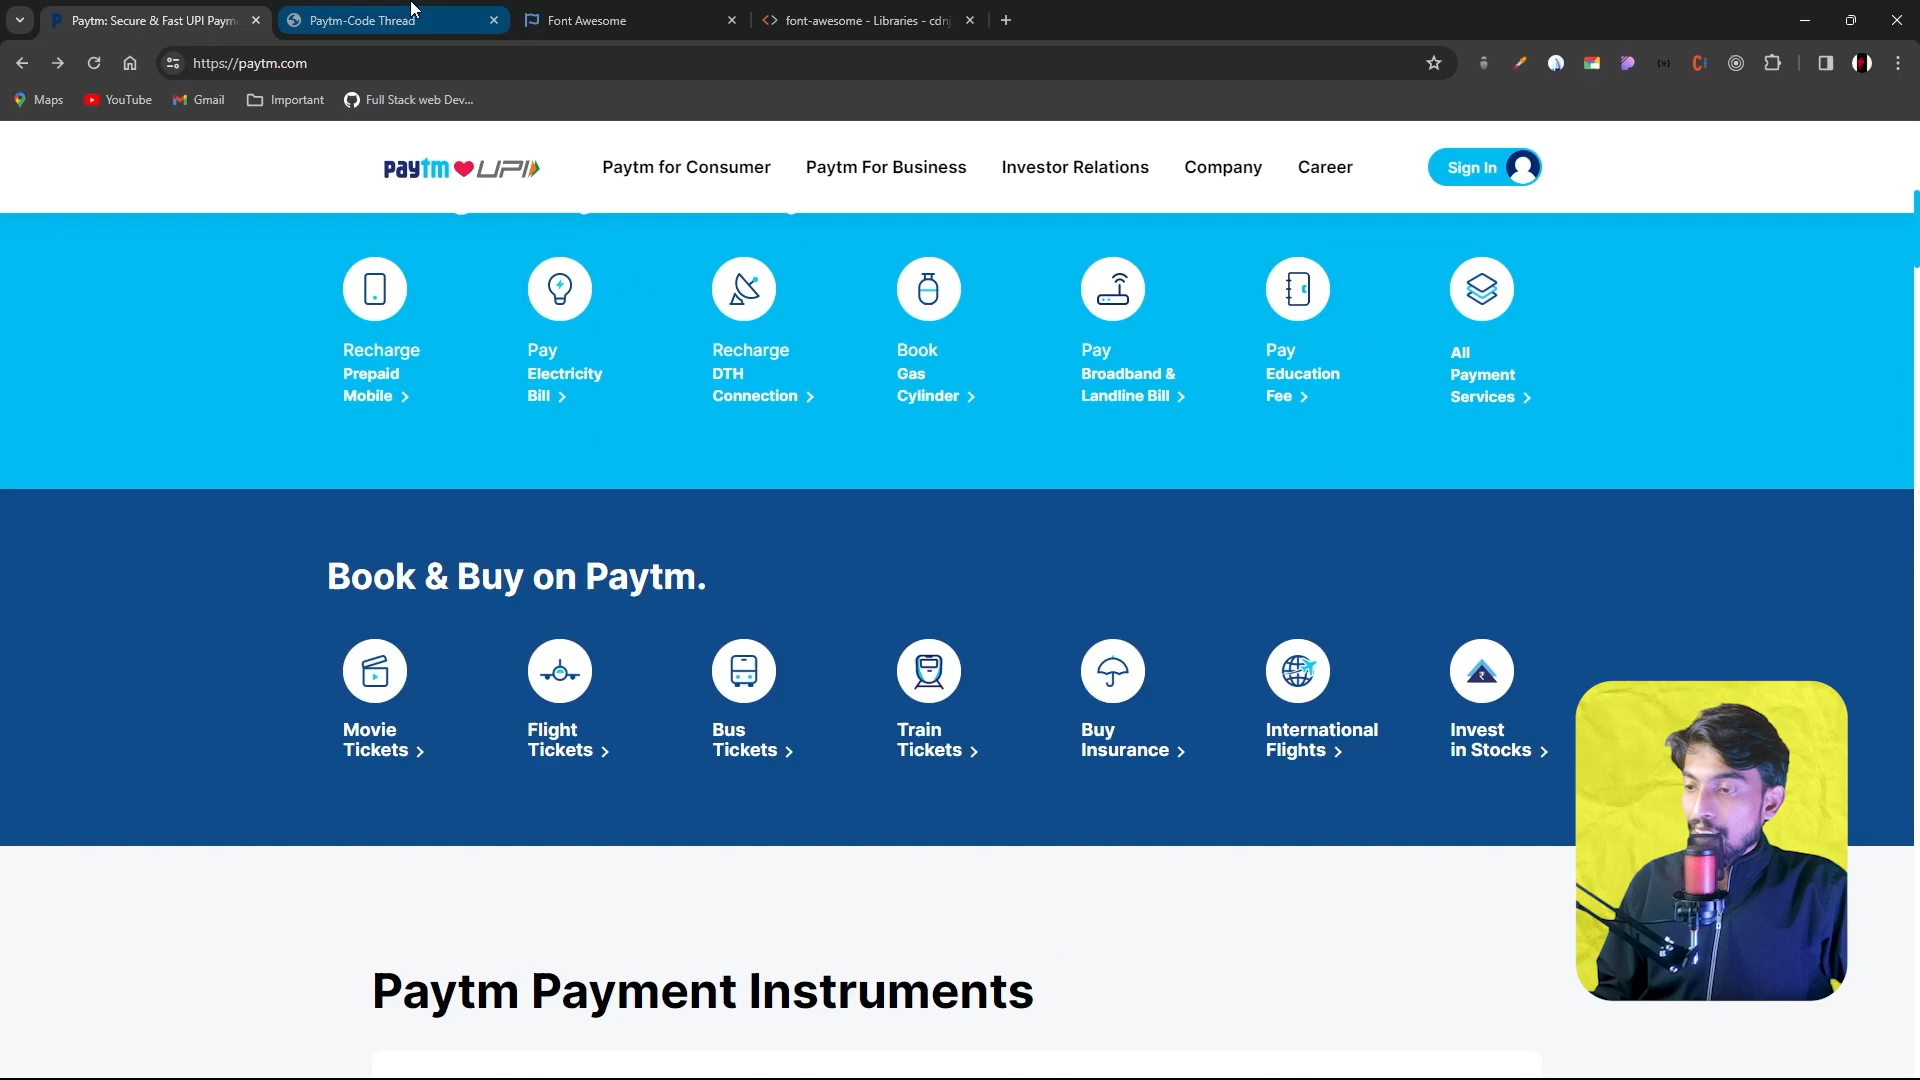 Paytm: Secure & Fast UPI Paym
Paytm-Code Thread
Font Awesome
font-awesome - Libraries - cdnj
https://paytm.com
Maps
YouTube
Gmail
Important
Full Stack web Dev...
paytm UPI
Paytm for Consumer
Paytm For Business
Investor Relations
Company
Career
Sign In
Recharge
Prepaid
Mobile >
Pay
Electricity
Bill >
Recharge
DTH
Connection >
Book
Gas
Cylinder >
Pay
Broadband &
Landline Bill >
Pay
Education
Fee >
All
Payment
Services >
Book & Buy on Paytm.
Movie
Tickets >
Flight
Tickets >
Bus
Tickets >
Train
Tickets >
Buy
Insurance >
International
Flights >
Invest
in Stocks >
Paytm Payment Instruments